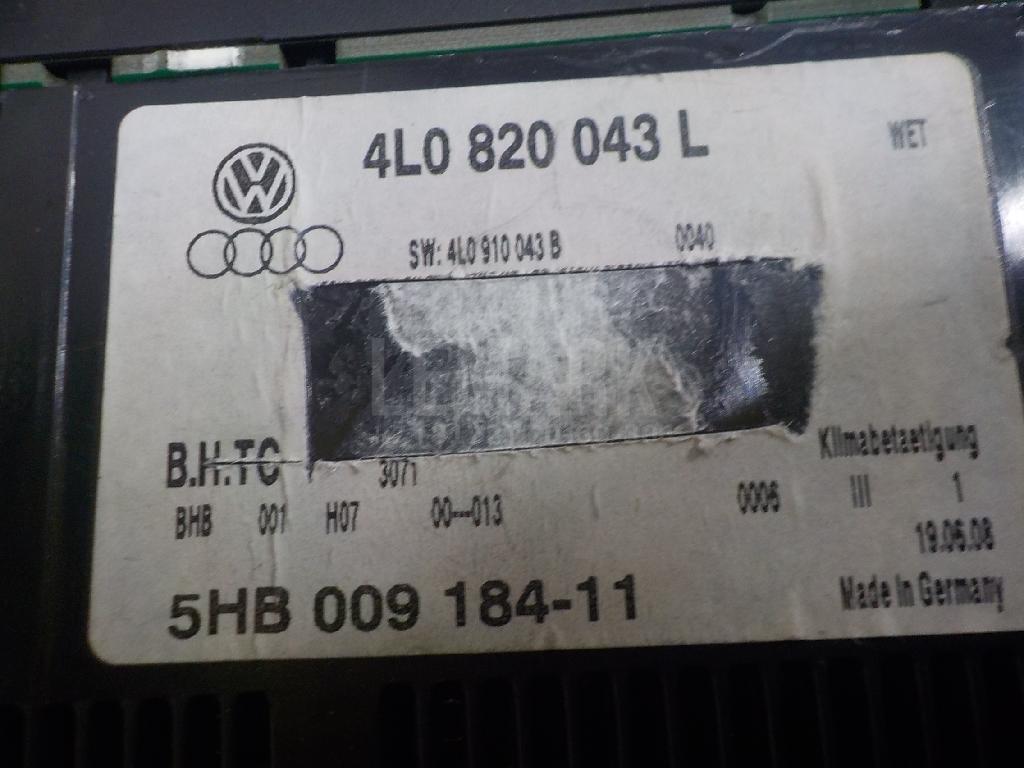 4L0 820 043 L
WET
SW: 4L0 910 043 B 0040
Klimabetaetigung
B.H.TC 3071
III 1
BHB 001 H07 00---013 0006
19.06.08
5HB 009 184-11
Made in Germany